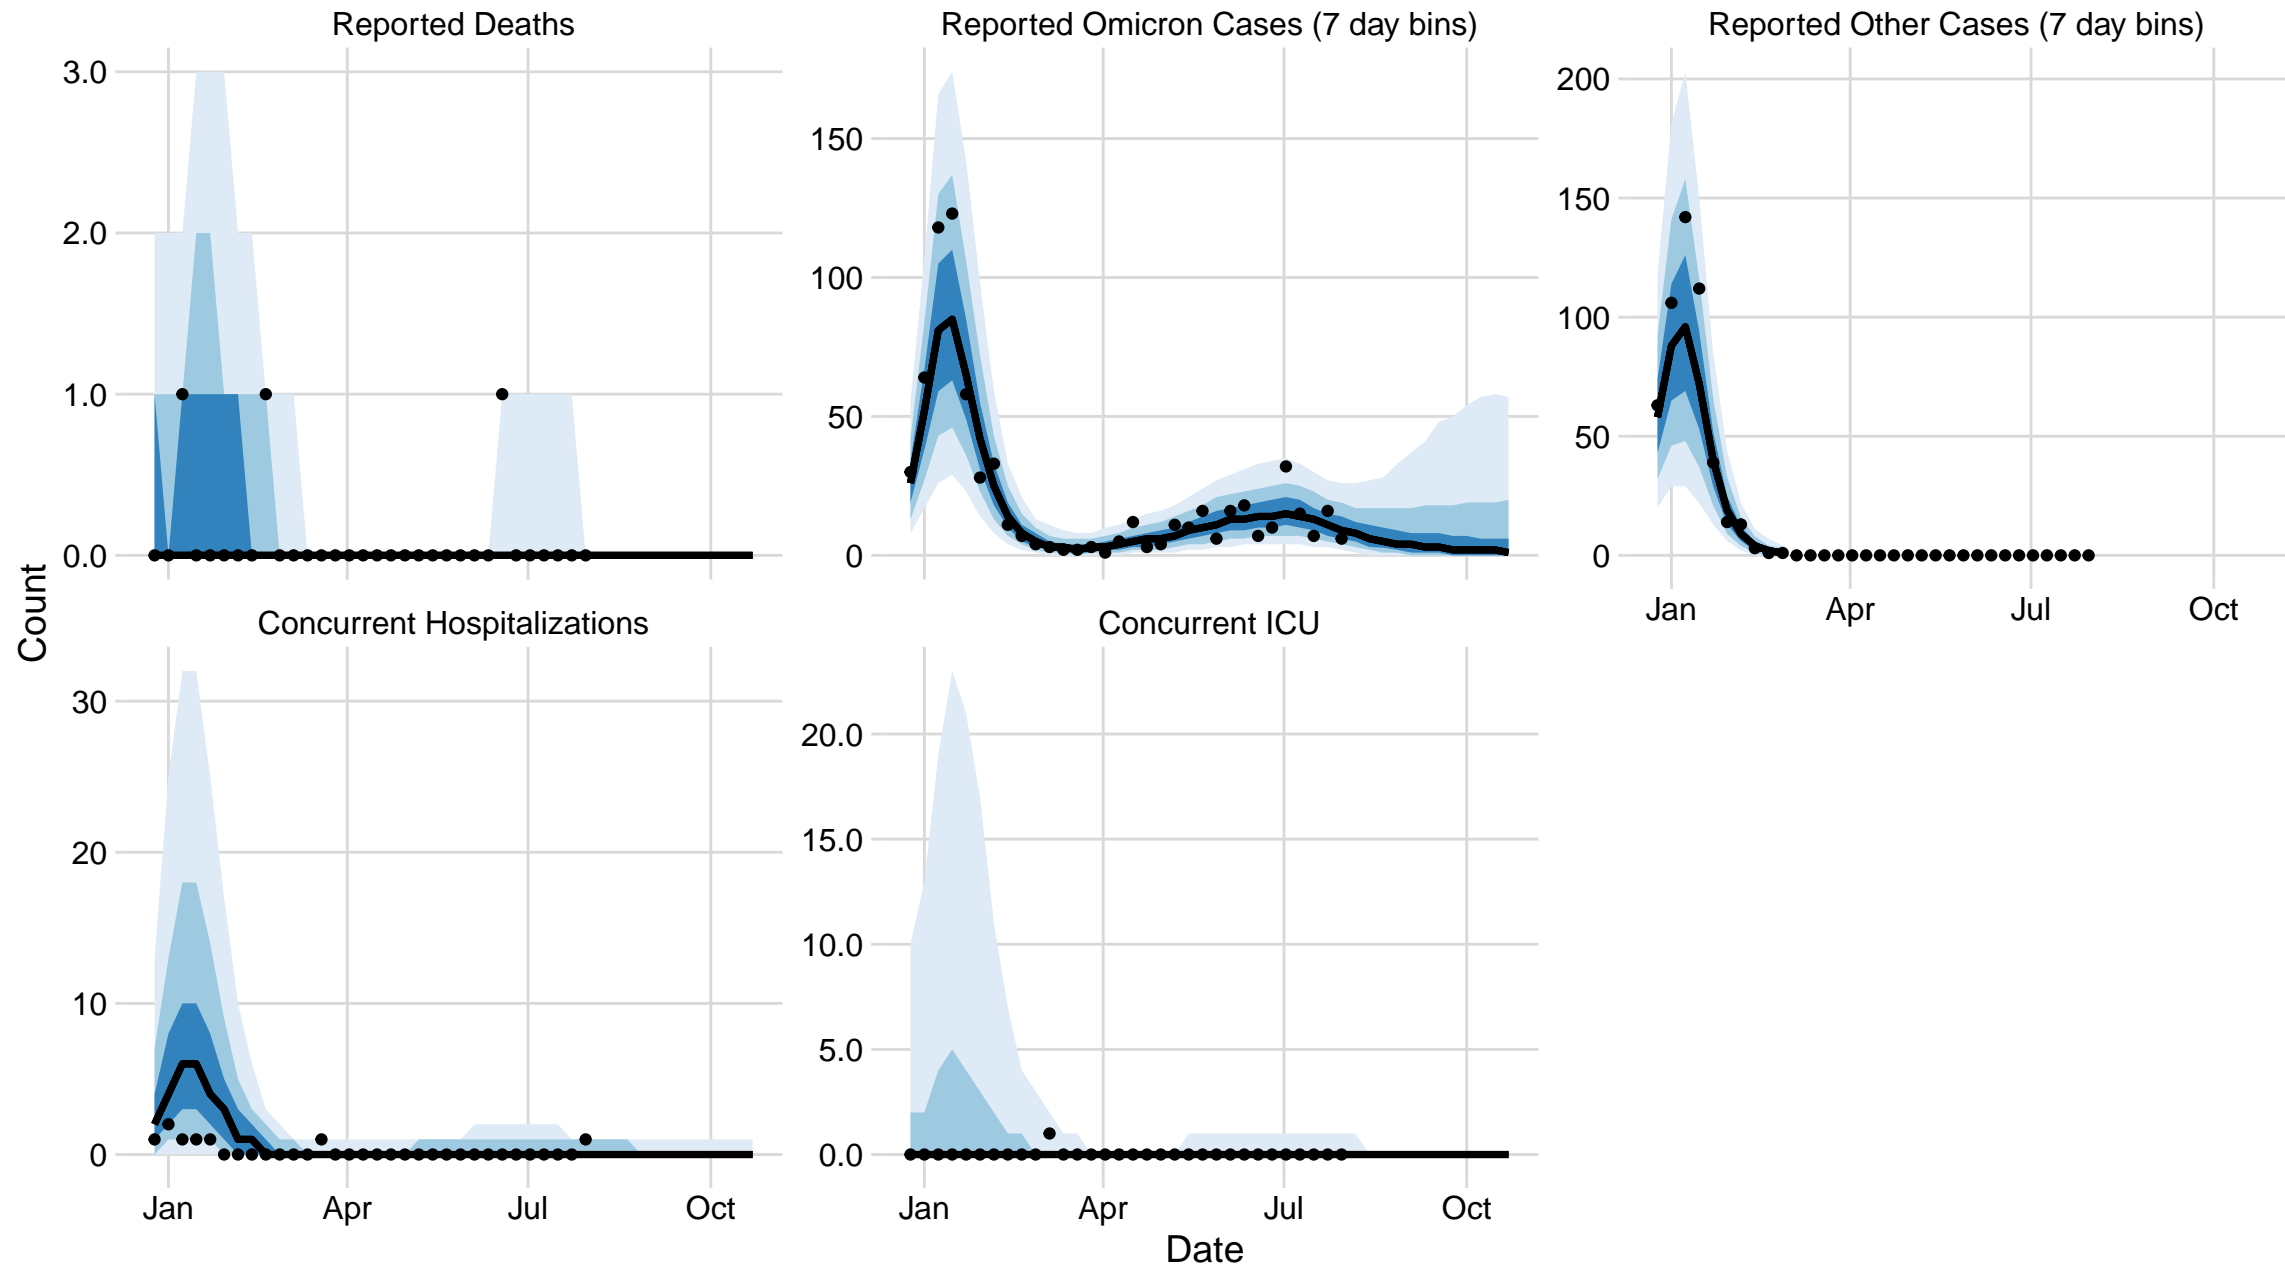 Reported Deaths
Reported Omicron Cases (7 day bins)
Reported Other Cases (7 day bins)
3.0
2.0
1.0
0.0
150
100
50
0
200
150
100
50
0
Jan Apr Jul Oct
Count
Concurrent Hospitalizations
Concurrent ICU
30
20
10
0
20.0
15.0
10.0
5.0
0.0
Jan Apr Jul Oct
Jan Apr Jul Oct
Date